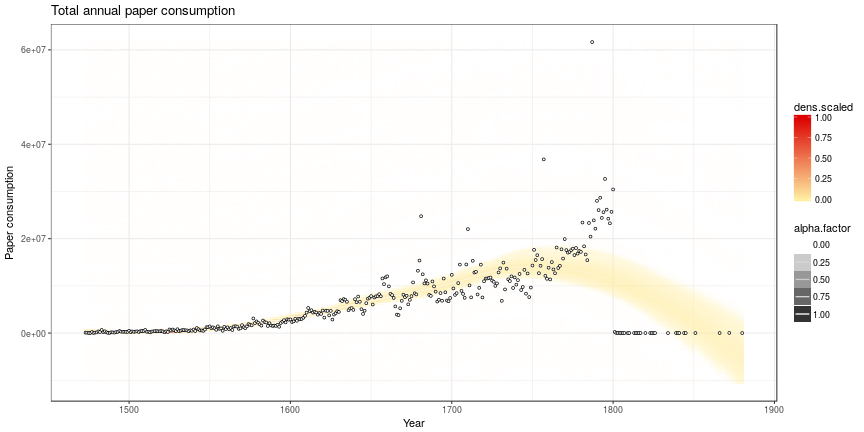 Total annual paper consumption
6e+07
4e+07
2e+07
0e+00
Paper consumption
1500
1600
1700
1800
1900
Year
dens.scaled
1.00
0.75
0.50
0.25
0.00
alpha.factor
0.00
0.25
0.50
0.75
1.00